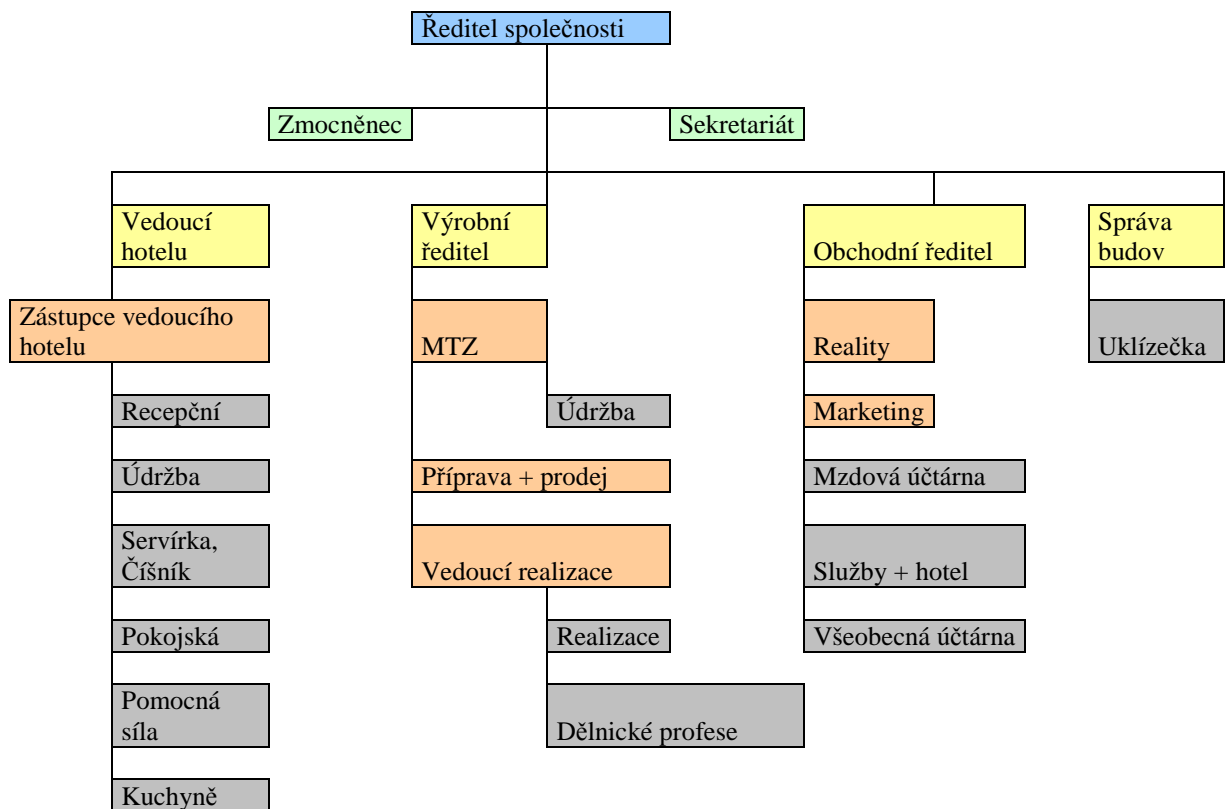 Ředitel společnosti
Zmocněnec
Sekretariát
Vedoucí
hotelu
Výrobní
ředitel
Obchodní ředitel
Správa
budov
Zástupce vedoucího
hotelu
MTZ
Reality
Uklízečka
Recepční
Údržba
Marketing
Údržba
Příprava + prodej
Mzdová účtárna
Servírka,
Číšník
Vedoucí realizace
Služby + hotel
Pokojská
Realizace
Všeobecná účtárna
Pomocná
síla
Dělnické profese
Kuchyně